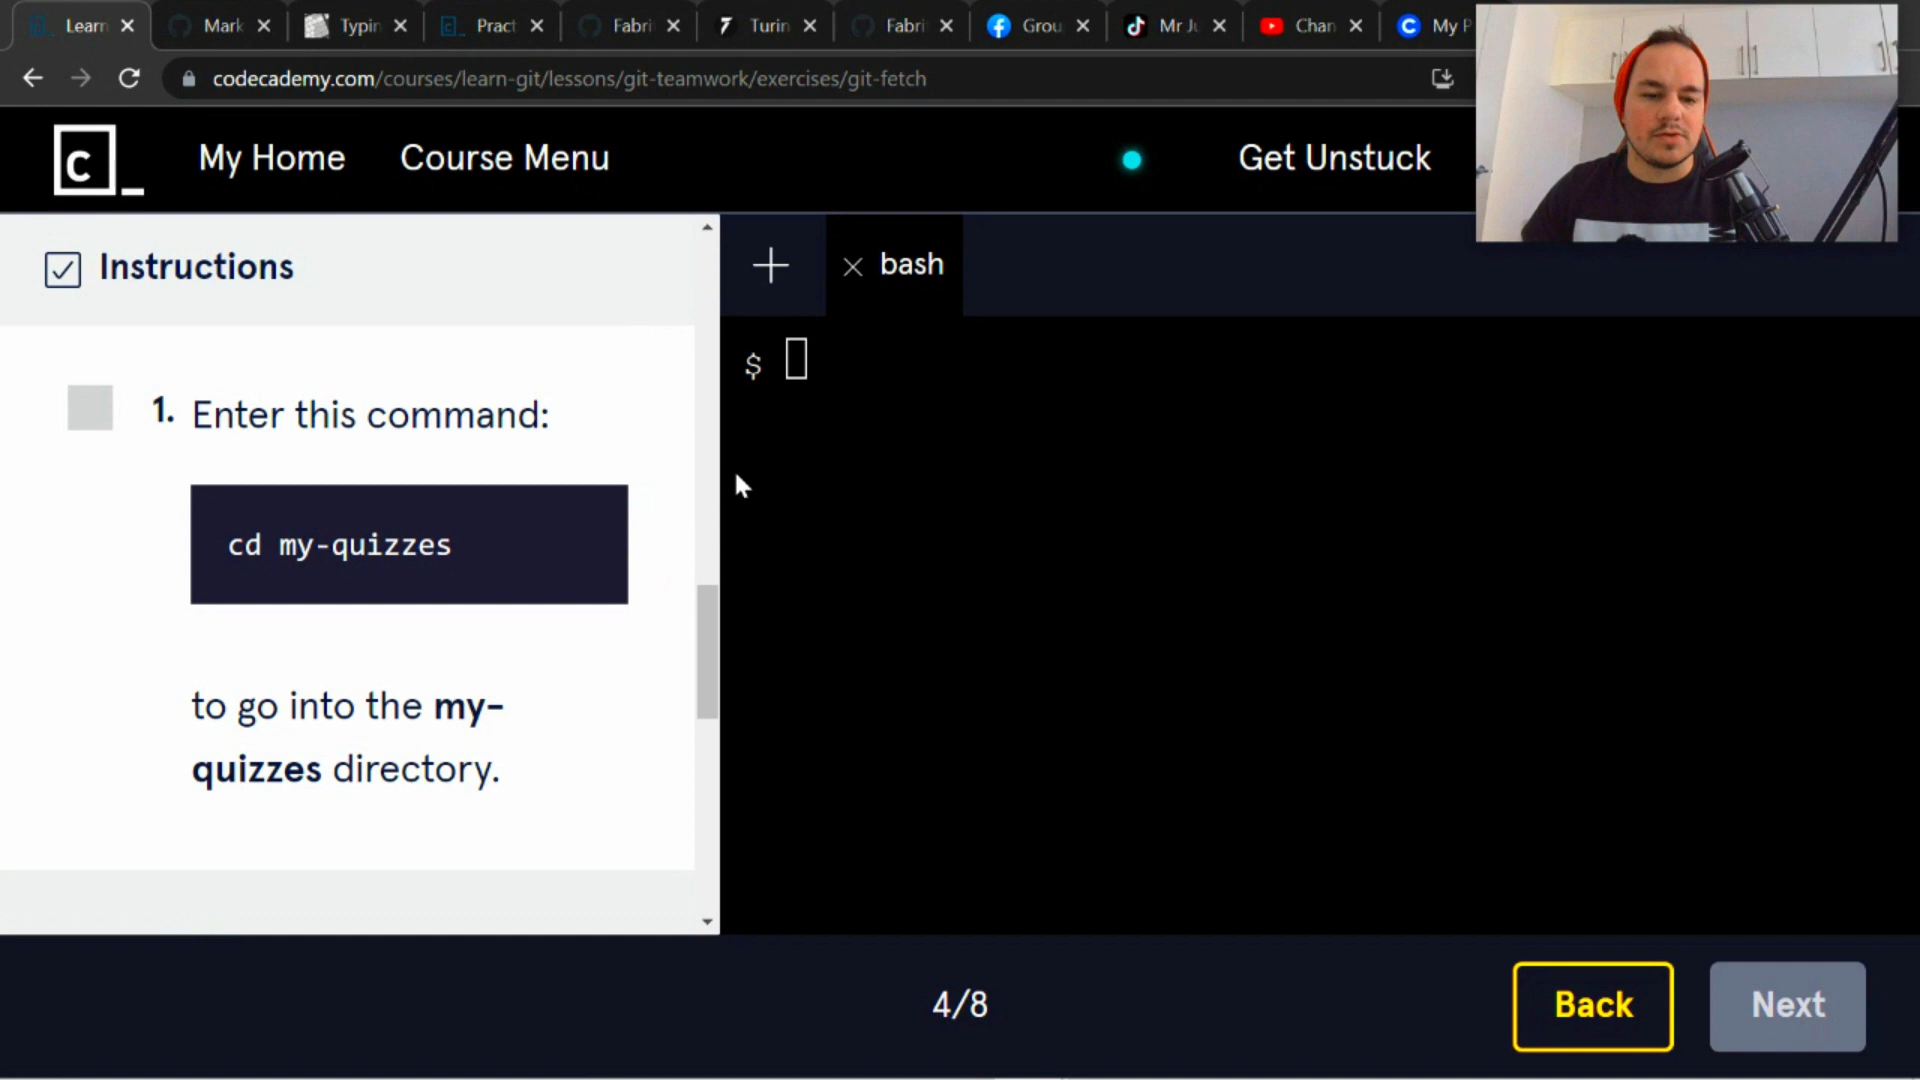 Learn
Mark
Typin
Pract
Fabri
Turin
Fabri
Grou
Mr Ju
Chan
My P
codecademy.com/courses/learn-git/lessons/git-teamwork/exercises/git-fetch
c_
My Home
Course Menu
Get Unstuck
Instructions
bash
$
1. Enter this command:
cd my-quizzes
to go into the my-
quizzes directory.
4/8
Back
Next